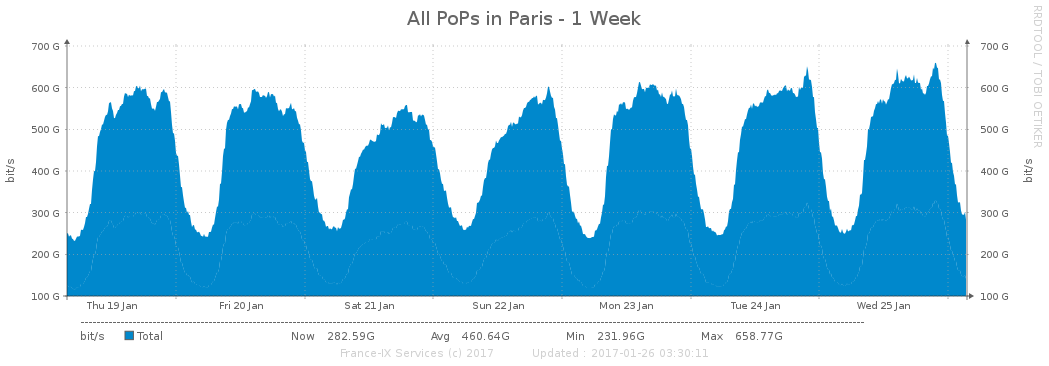 All PoPs in Paris - 1 Week
RRDTOOL / TOBI OETIKER
700 G 700 G
600 G 600 G
500 G 500 G
400 G 400 G
300 G 300 G
200 G 200 G
100 G 100 G
bit/s
bit/s
Thu 19 Jan Fri 20 Jan Sat 21 Jan Sun 22 Jan Mon 23 Jan Tue 24 Jan Wed 25 Jan
bit/s Total Now 282.59G Avg 460.64G Min 231.96G Max 658.77G
France-IX Services (c) 2017 Updated : 2017-01-26 03:30:11